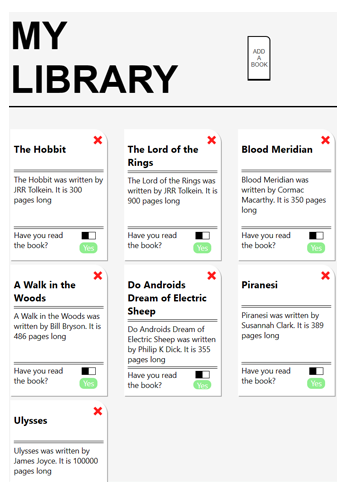 MY
LIBRARY
ADD
A
BOOK
The Hobbit
The Hobbit was written by
JRR Tolkein. It is 300
pages long
Have you read
the book?
Yes
The Lord of the
Rings
The Lord of the Rings was
written by JRR Tolkein. It is
900 pages long
Have you read
the book?
Yes
Blood Meridian
Blood Meridian was
written by Cormac
Macarthy. It is 350 pages
long
Have you read
the book?
Yes
A Walk in the
Woods
A Walk in the Woods was
written by Bill Bryson. It is
486 pages long
Have you read
the book?
Yes
Do Androids
Dream of Electric
Sheep
Do Androids Dream of
Electric Sheep was written
by Philip K Dick. It is 355
pages long
Have you read
the book?
Yes
Piranesi
Piranesi was written by
Susannah Clark. It is 389
pages long
Have you read
the book?
Yes
Ulysses
Ulysses was written by
James Joyce. It is 100000
pages long